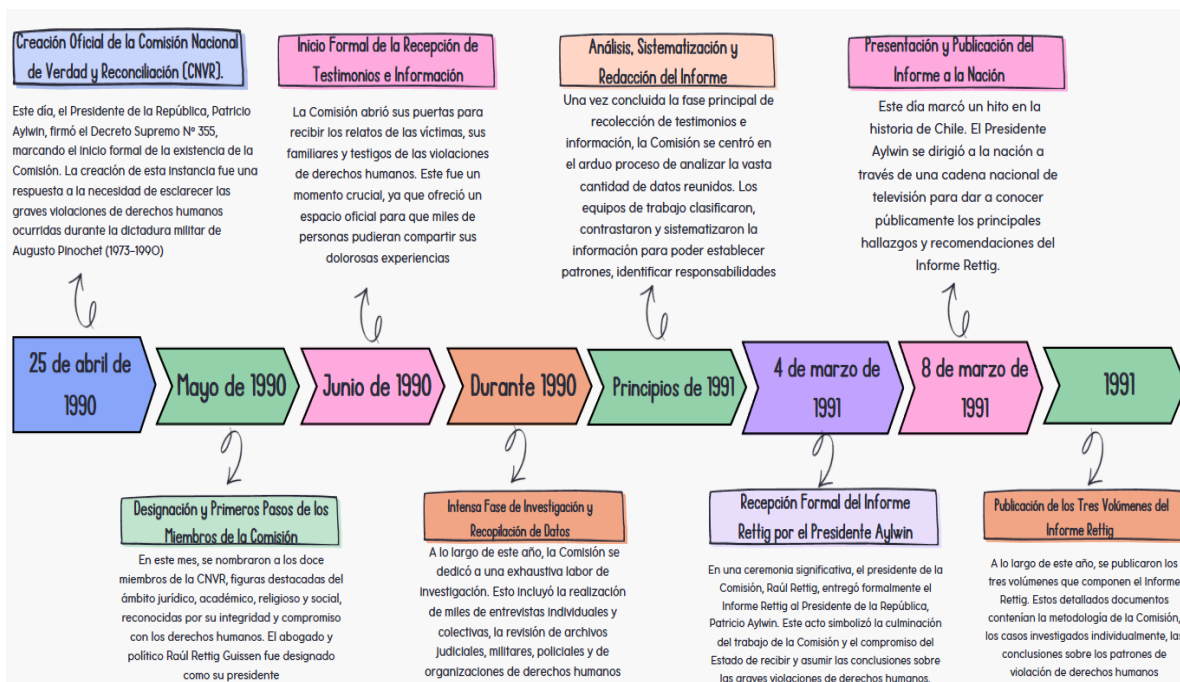 Creación Oficial de la Comisión Nacional
de Verdad y Reconciliación (CNVR).
Este día, el Presidente de la República, Patricio
Aylwin, firmó el Decreto Supremo Nº 355,
marcando el inicio formal de la existencia de la
Comisión. La creación de esta instancia fue una
respuesta a la necesidad de esclarecer las
graves violaciones de derechos humanos
ocurridas durante la dictadura militar de
Augusto Pinochet (1973-1990)
Inicio Formal de la Recepción de
Testimonios e Información
La Comisión abrió sus puertas para
recibir los relatos de las víctimas, sus
familiares y testigos de las violaciones
de derechos humanos. Este fue un
momento crucial, ya que ofreció un
espacio oficial para que miles de
personas pudieran compartir sus
dolorosas experiencias
Análisis, Sistematización y
Redacción del Informe
Una vez concluida la fase principal de
recolección de testimonios e
información, la Comisión se centró en
el arduo proceso de analizar la vasta
cantidad de datos reunidos. Los
equipos de trabajo clasificaron,
contrastaron y sistematizaron la
información para poder establecer
patrones, identificar responsabilidades
Presentación y Publicación del
Informe a la Nación
Este día marcó un hito en la
historia de Chile. El Presidente
Aylwin se dirigió a la nación a
través de una cadena nacional de
televisión para dar a conocer
públicamente los principales
hallazgos y recomendaciones del
Informe Rettig.
25 de abril de
1990
Mayo de 1990
Junio de 1990
Durante 1990
Principios de 1991
4 de marzo de
1991
8 de marzo de
1991
1991
Designación y Primeros Pasos de los
Miembros de la Comisión
En este mes, se nombraron a los doce
miembros de la CNVR, figuras destacadas del
ámbito jurídico, académico, religioso y social,
reconocidas por su integridad y compromiso
con los derechos humanos. El abogado y
político Raúl Rettig Guissen fue designado
como su presidente
Intensa Fase de Investigación y
Recopilación de Datos
A lo largo de este año, la Comisión se
dedicó a una exhaustiva labor de
investigación. Esto incluyó la realización
de miles de entrevistas individuales y
colectivas, la revisión de archivos
judiciales, militares, policiales y de
organizaciones de derechos humanos
Recepción Formal del Informe
Rettig por el Presidente Aylwin
En una ceremonia significativa, el presidente de la
Comisión, Raúl Rettig, entregó formalmente el
Informe Rettig al Presidente de la República,
Patricio Aylwin. Este acto simbolizó la culminación
del trabajo de la Comisión y el compromiso del
Estado de recibir y asumir las conclusiones sobre
las graves violaciones de derechos humanos.
Publicación de los Tres Volúmenes del
Informe Rettig
A lo largo de este año, se publicaron los
tres volúmenes que componen el Informe
Rettig. Estos detallados documentos
contenían la metodología de la Comisión,
los casos investigados individualmente, las
conclusiones sobre los patrones de
violación de derechos humanos